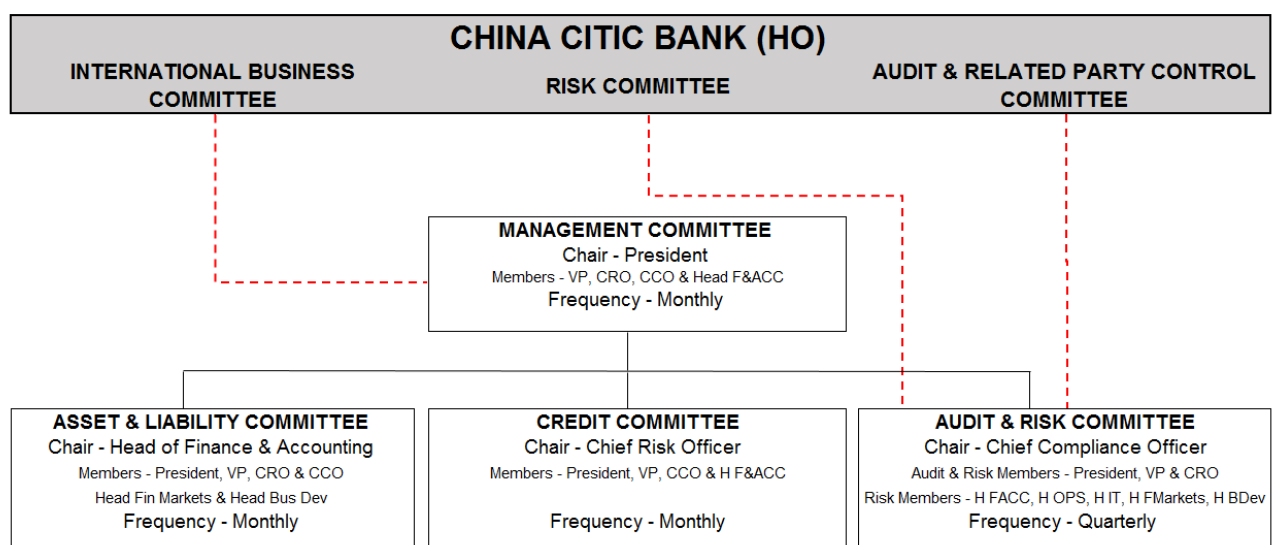 CHINA CITIC BANK (HO)
INTERNATIONAL BUSINESS
COMMITTEE
RISK COMMITTEE
AUDIT & RELATED PARTY CONTROL
COMMITTEE
MANAGEMENT COMMITTEE
Chair - President
Members - VP, CRO, CCO & Head F&ACC
Frequency - Monthly
ASSET & LIABILITY COMMITTEE
Chair - Head of Finance & Accounting
Members - President, VP, CRO & CCO
Head Fin Markets & Head Bus Dev
Frequency - Monthly
CREDIT COMMITTEE
Chair - Chief Risk Officer
Members - President, VP, CCO & H F&ACC
Frequency - Monthly
AUDIT & RISK COMMITTEE
Chair - Chief Compliance Officer
Audit & Risk Members - President, VP & CRO
Risk Members - H FACC, H OPS, H IT, H FMarkets, H BDev
Frequency - Quarterly